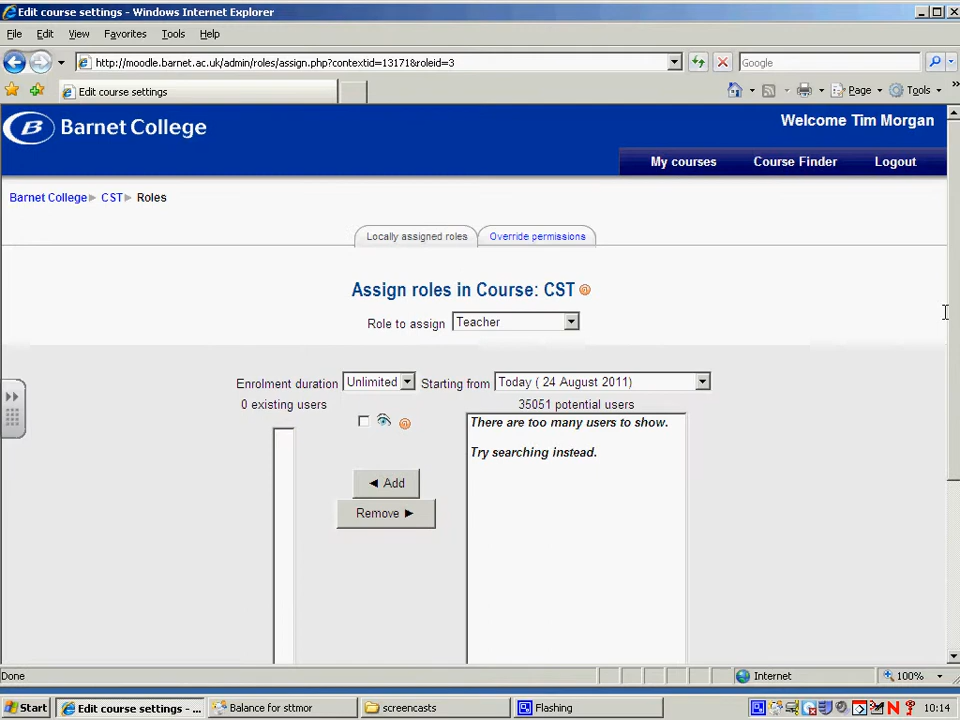 Edit course settings - Windows Internet Explorer
File Edit View Favorites Tools Help
http://moodle.barnet.ac.uk/admin/roles/assign.php?contextid=13171&roleid=3
Google
Edit course settings
Page Tools
B Barnet College
Welcome Tim Morgan
My courses Course Finder Logout
Barnet College CST Roles
Locally assigned roles Override permissions
Assign roles in Course: CST
Role to assign Teacher
Enrolment duration Unlimited Starting from Today ( 24 August 2011)
0 existing users 35051 potential users
There are too many users to show.
Try searching instead.
◄ Add
Remove ►
Done Internet 100%
Start Edit course settings - ... Balance for sttmor screencasts Flashing 10:14